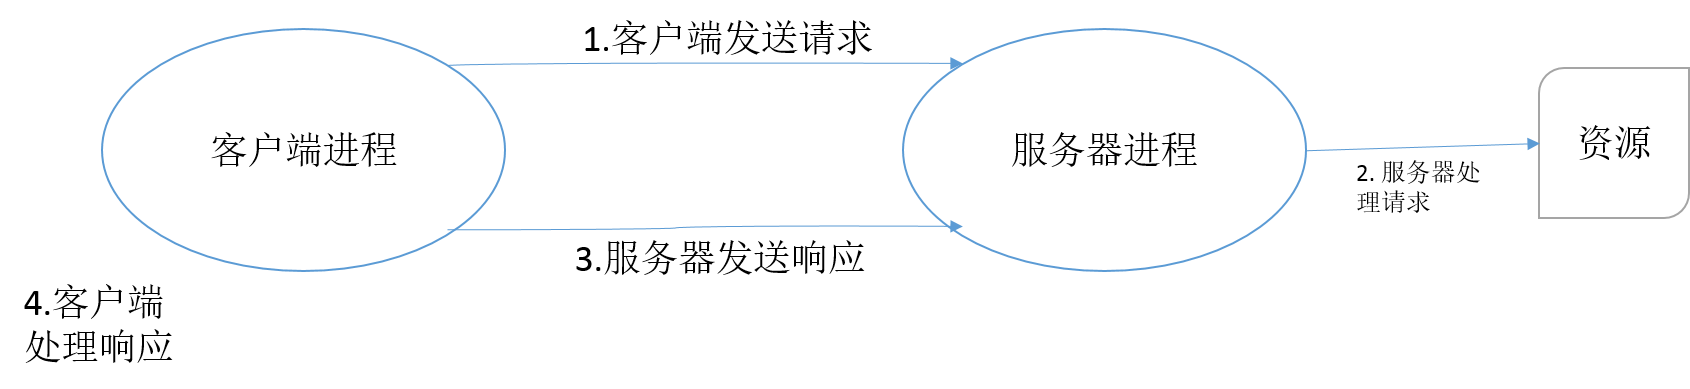 1.客户端发送请求
客户端进程
服务器进程
资源
2. 服务器处
理请求
3.服务器发送响应
4.客户端
处理响应